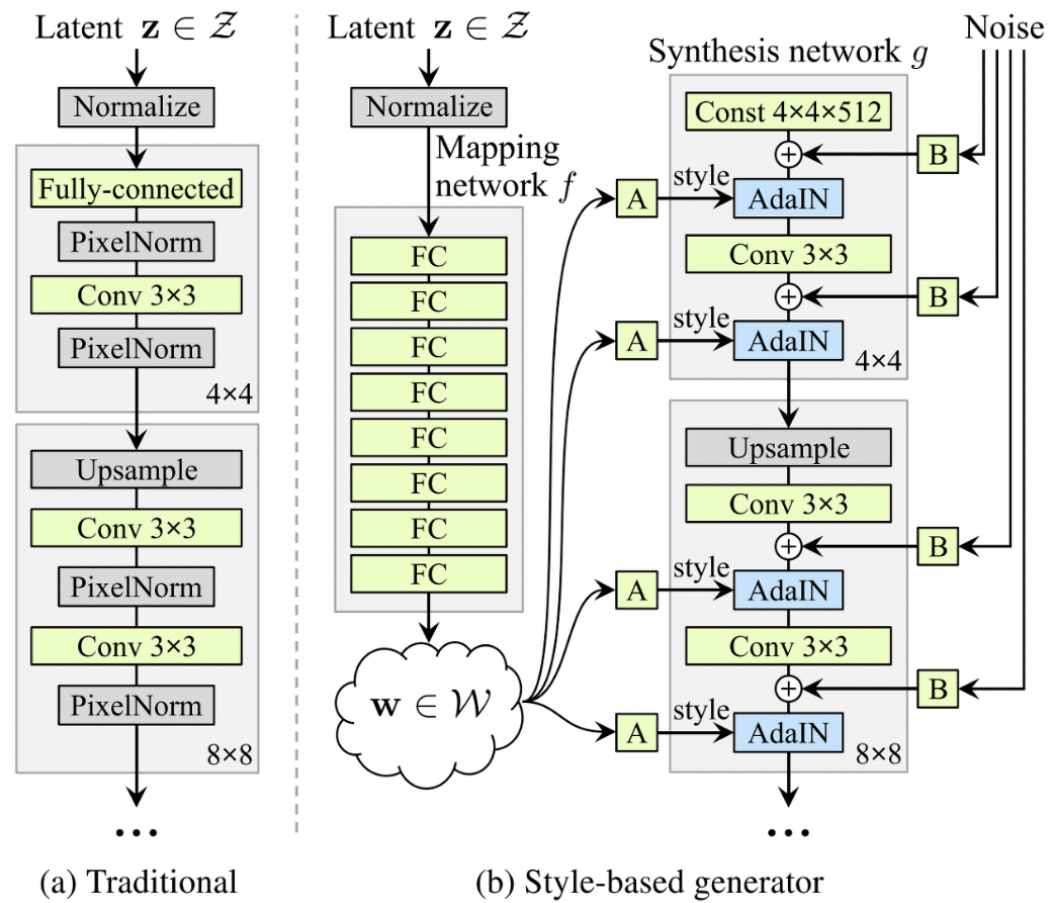 Latent z ∈ 𝒵
Normalize
Fully-connected
PixelNorm
Conv 3×3
PixelNorm
4×4
Upsample
Conv 3×3
PixelNorm
Conv 3×3
PixelNorm
8×8
...
(a) Traditional
Latent z ∈ 𝒵
Normalize
Mapping
network f
FC
FC
FC
FC
FC
FC
FC
FC
w ∈ 𝒲
Synthesis network g
Noise
Const 4×4×512
B
A
style
AdaIN
Conv 3×3
B
A
style
AdaIN
4×4
Upsample
Conv 3×3
B
A
style
AdaIN
Conv 3×3
B
A
style
AdaIN
8×8
...
(b) Style-based generator